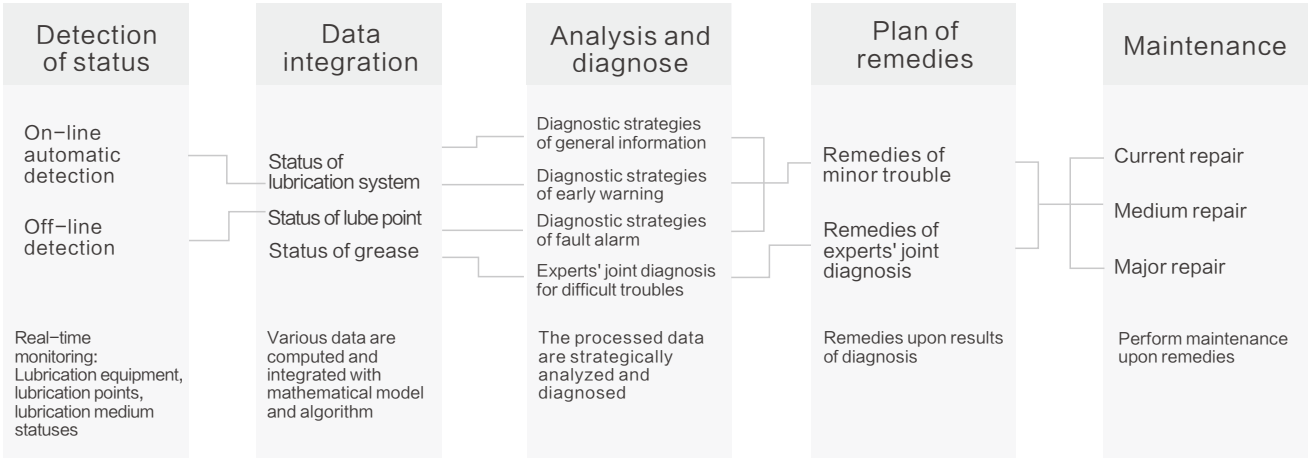 Detection
of status
On-line
automatic
detection
Off-line
detection
Real-time
monitoring:
Lubrication equipment,
lubrication points,
lubrication medium
statuses
Data
integration
Status of
lubrication system
Status of lube point
Status of grease
Various data are
computed and
integrated with
mathematical model
and algorithm
Analysis and
diagnose
Diagnostic strategies
of general information
Diagnostic strategies
of early warning
Diagnostic strategies
of fault alarm
Experts' joint diagnosis
for difficult troubles
The processed data
are strategically
analyzed and
diagnosed
Plan of
remedies
Remedies of
minor trouble
Remedies of
experts' joint
diagnosis
Remedies upon results
of diagnosis
Maintenance
Current repair
Medium repair
Major repair
Perform maintenance
upon remedies